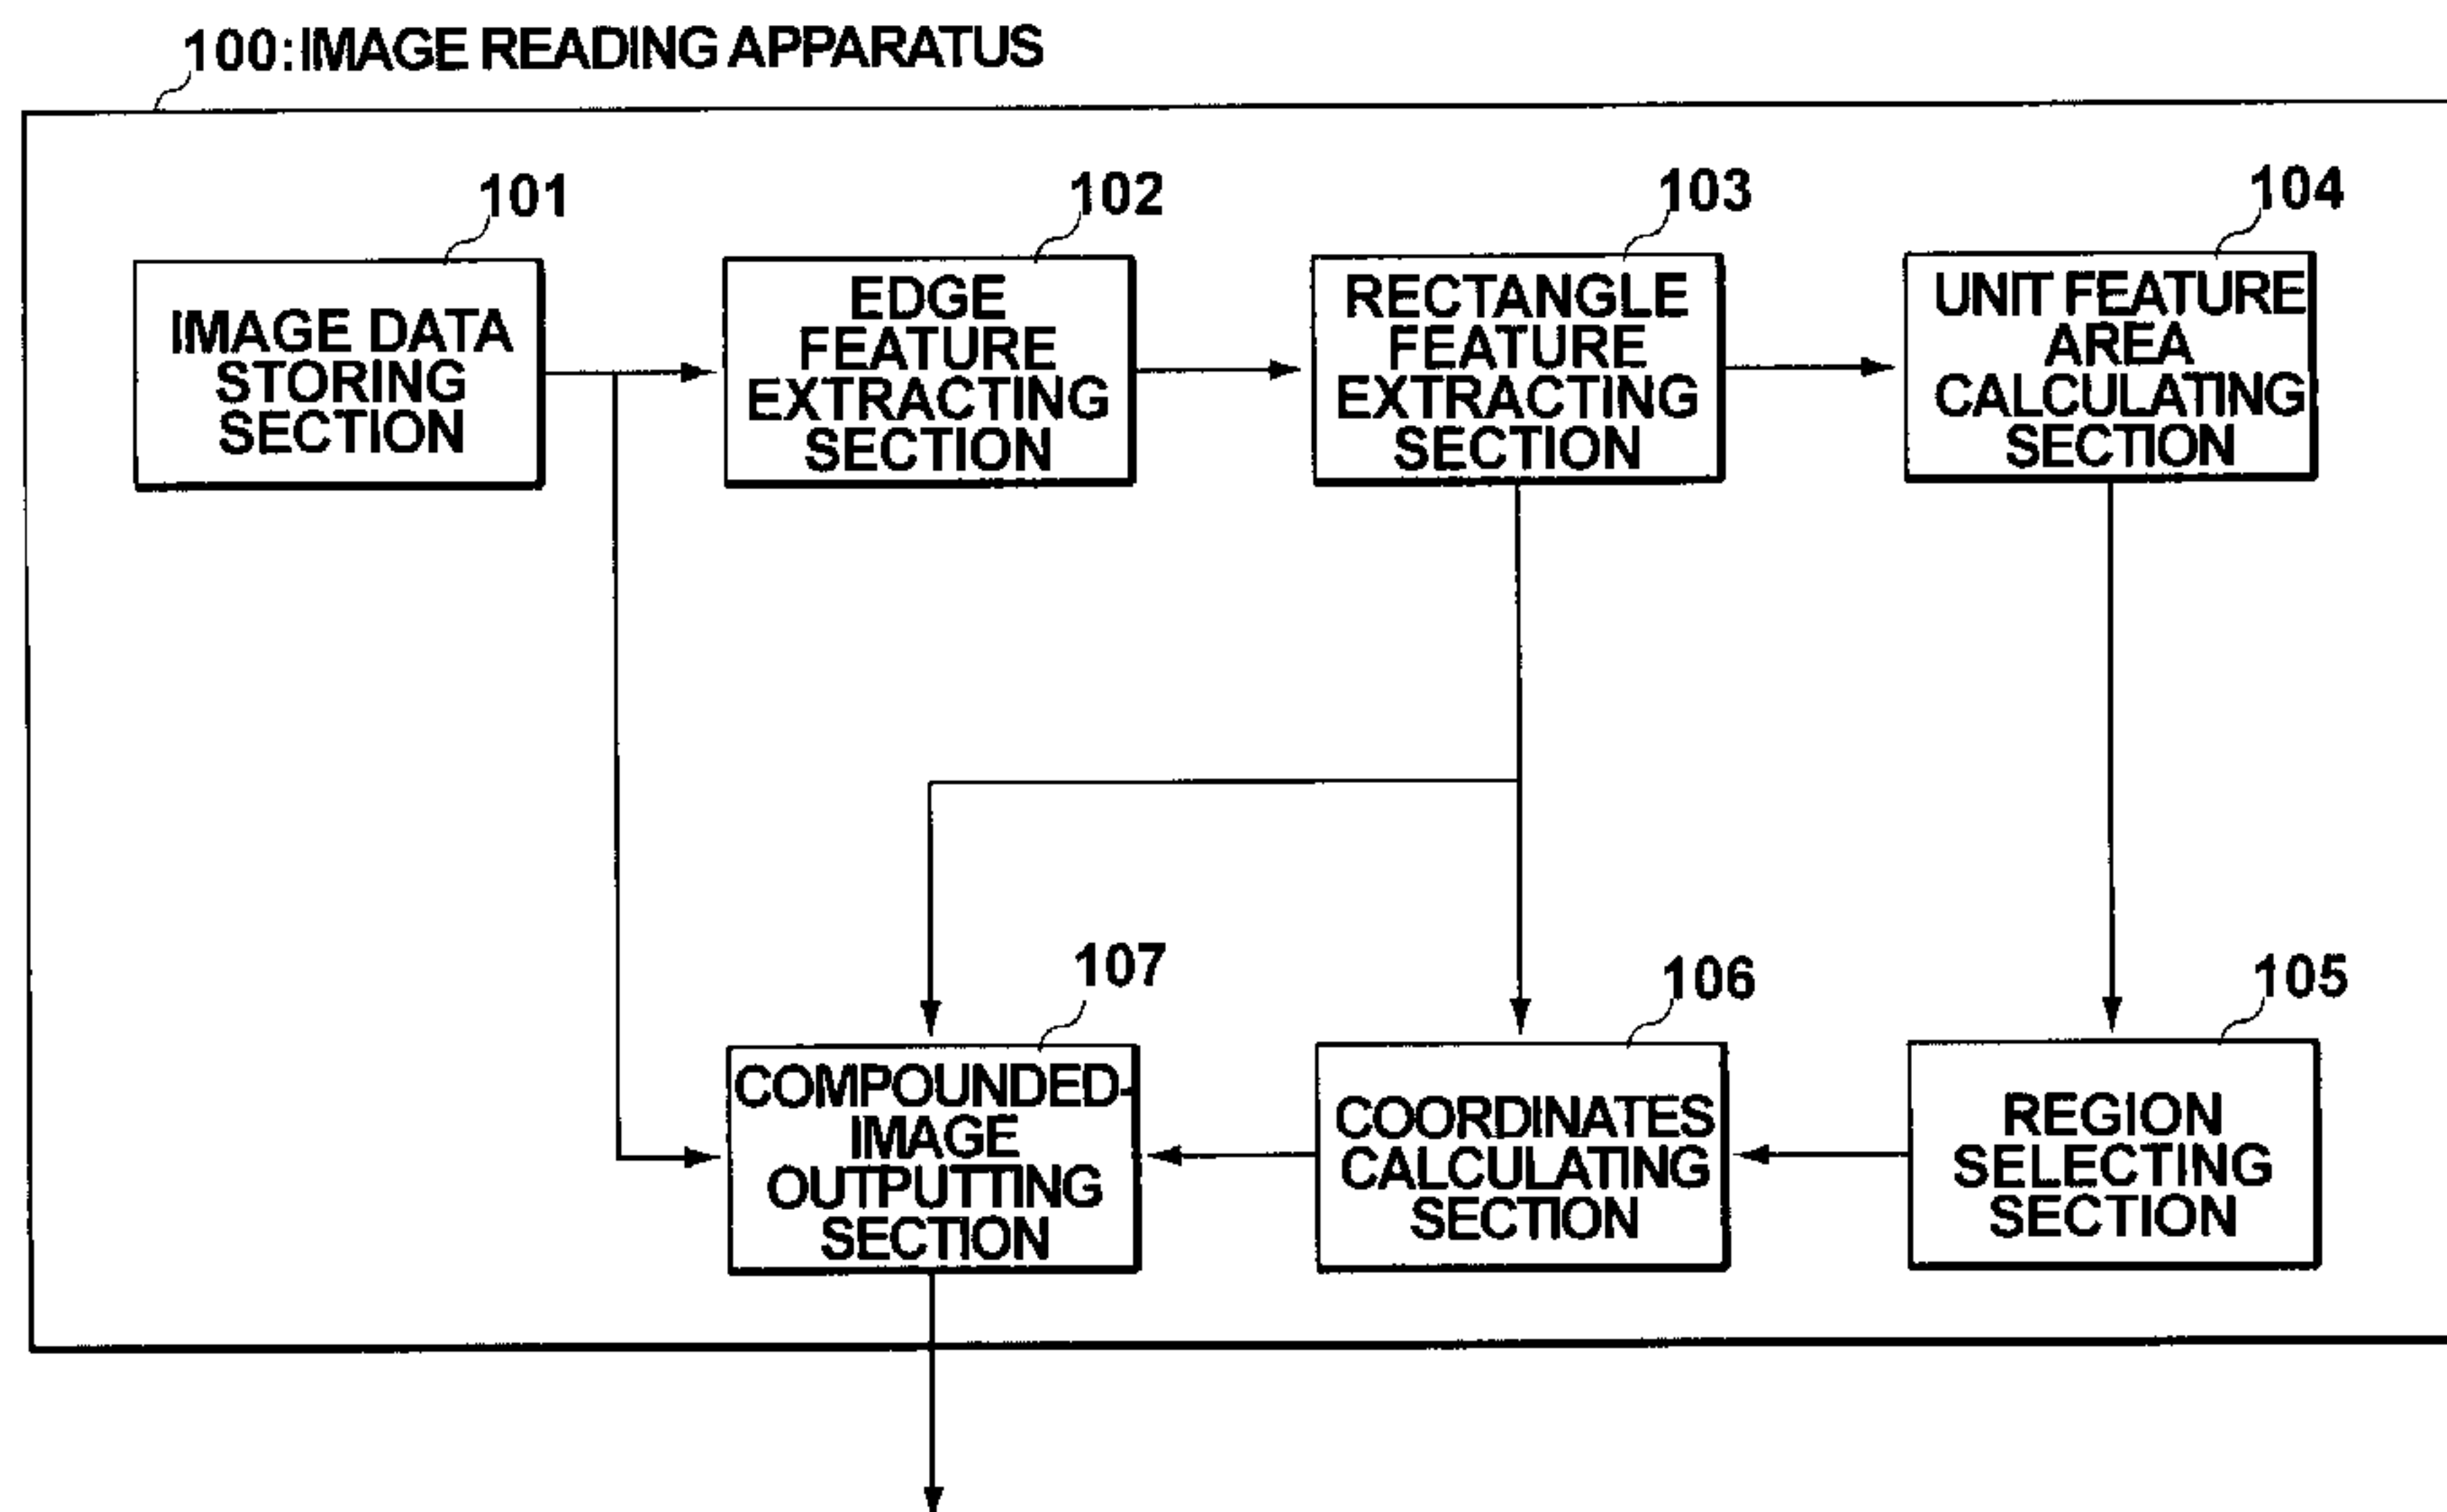 100: IMAGE READING APPARATUS
101
IMAGE DATA
STORING
SECTION
102
EDGE
FEATURE
EXTRACTING
SECTION
103
RECTANGLE
FEATURE
EXTRACTING
SECTION
104
UNIT FEATURE
AREA
CALCULATING
SECTION
107
COMPOUNDED-
IMAGE
OUTPUTTING
SECTION
106
COORDINATES
CALCULATING
SECTION
105
REGION
SELECTING
SECTION